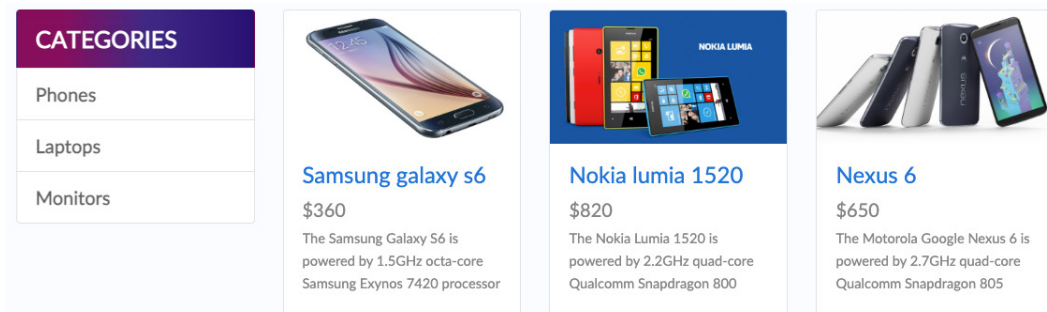 CATEGORIES
Phones
Laptops
Monitors
12:45
Samsung galaxy s6
$360
The Samsung Galaxy S6 is
powered by 1.5GHz octa-core
Samsung Exynos 7420 processor
NOKIA LUMIA
Nokia lumia 1520
$820
The Nokia Lumia 1520 is
powered by 2.2GHz quad-core
Qualcomm Snapdragon 800
nexus
Nexus 6
$650
The Motorola Google Nexus 6 is
powered by 2.7GHz quad-core
Qualcomm Snapdragon 805